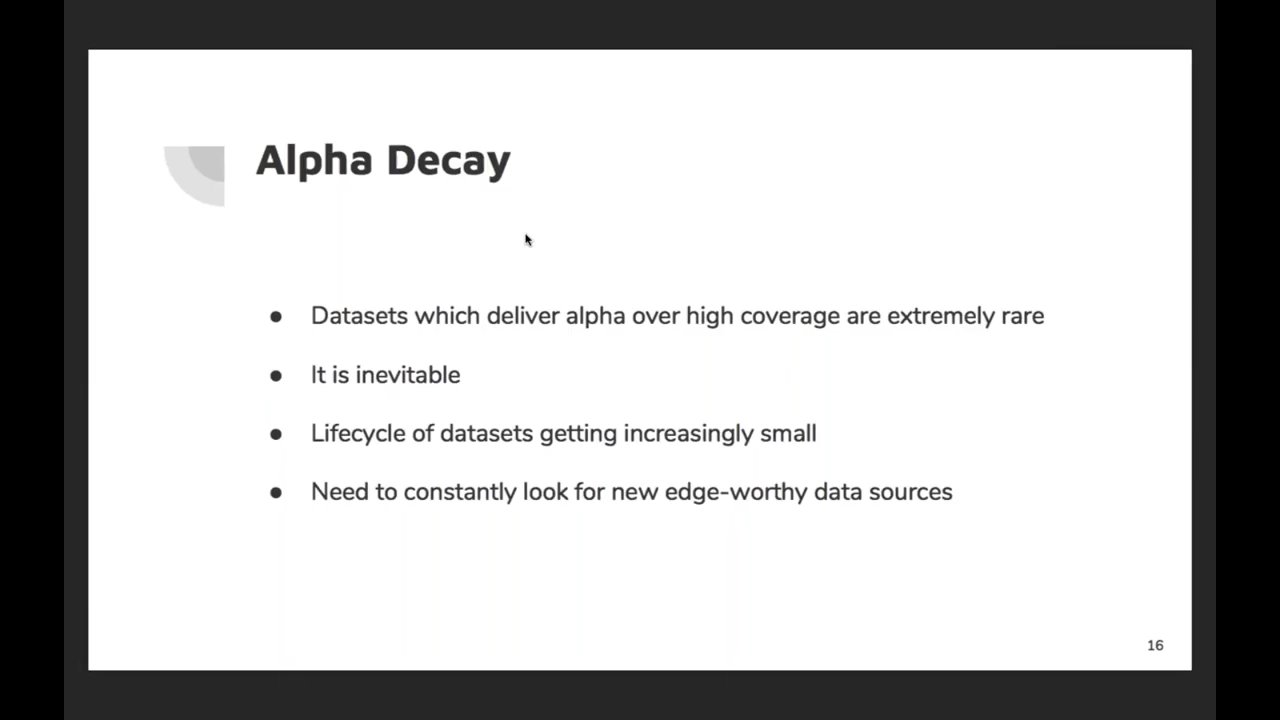 Alpha Decay
● Datasets which deliver alpha over high coverage are extremely rare
● It is inevitable
● Lifecycle of datasets getting increasingly small
● Need to constantly look for new edge-worthy data sources
16